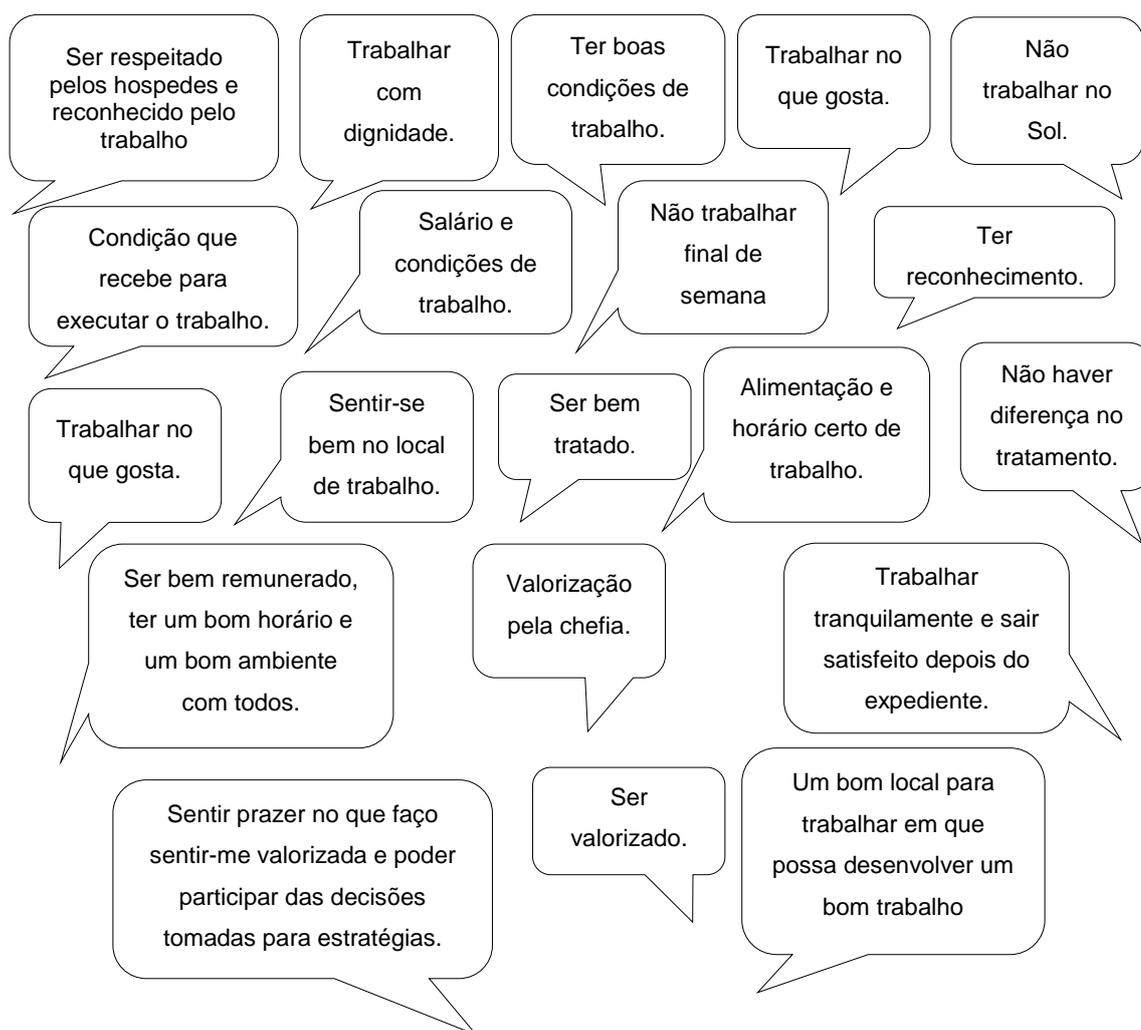 Ser respeitado
pelos hospedes e
reconhecido pelo
trabalho
Trabalhar
com
dignidade.
Ter boas
condições de
trabalho.
Trabalhar no
que gosta.
Não
trabalhar no
Sol.
Condição que
recebe para
executar o trabalho.
Salário e
condições de
trabalho.
Não trabalhar
final de
semana
Ter
reconhecimento.
Trabalhar no
que gosta.
Sentir-se
bem no local
de trabalho.
Ser bem
tratado.
Alimentação e
horário certo de
trabalho.
Não haver
diferença no
tratamento.
Ser bem remunerado,
ter um bom horário e
um bom ambiente
com todos.
Valorização
pela chefia.
Trabalhar
tranquilamente e sair
satisfeito depois do
expediente.
Sentir prazer no que faço
sentir-me valorizada e poder
participar das decisões
tomadas para estratégias.
Ser
valorizado.
Um bom local para
trabalhar em que
possa desenvolver um
bom trabalho